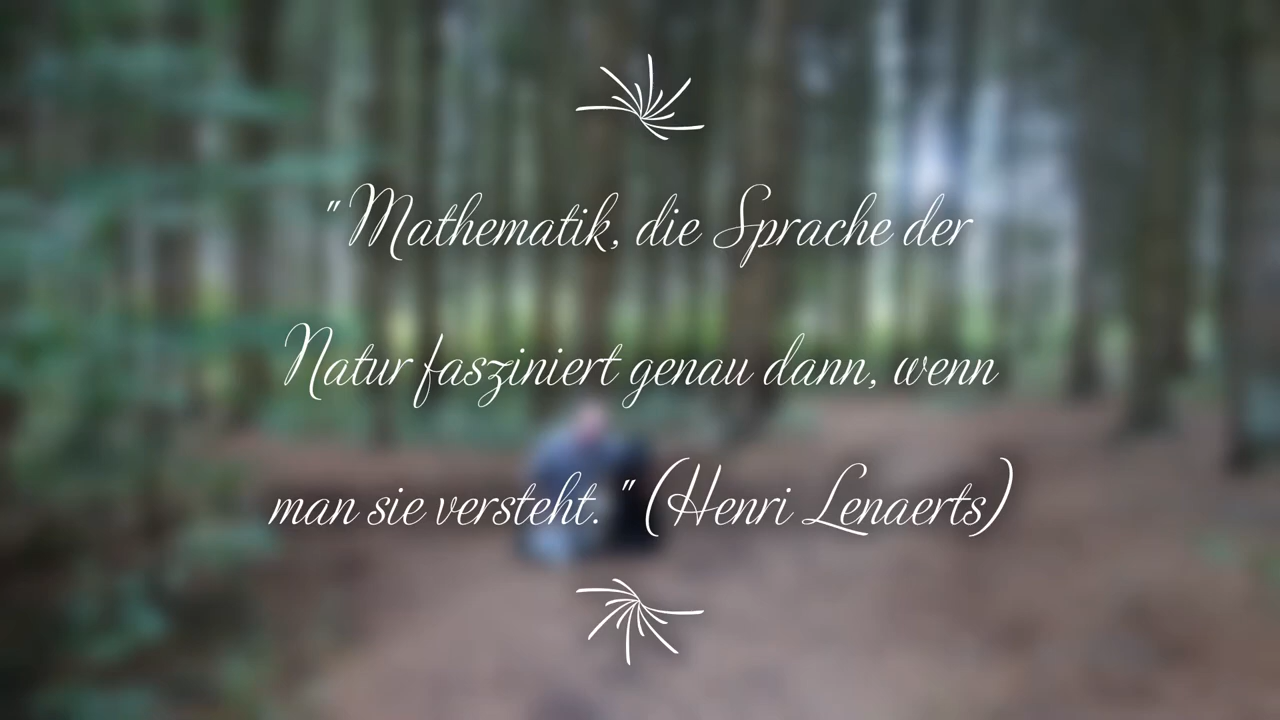 "Mathematik, die Sprache der
Natur fasziniert genau dann, wenn
man sie versteht." (Henri Lenaerts)